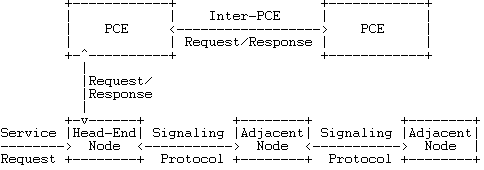 Inter-PCE
PCE
PCE
Request/Response
Request/
Response
Service
Head-End
Signaling
Adjacent
Signaling
Adjacent
Node
Node
Node
Request
Protocol
Protocol